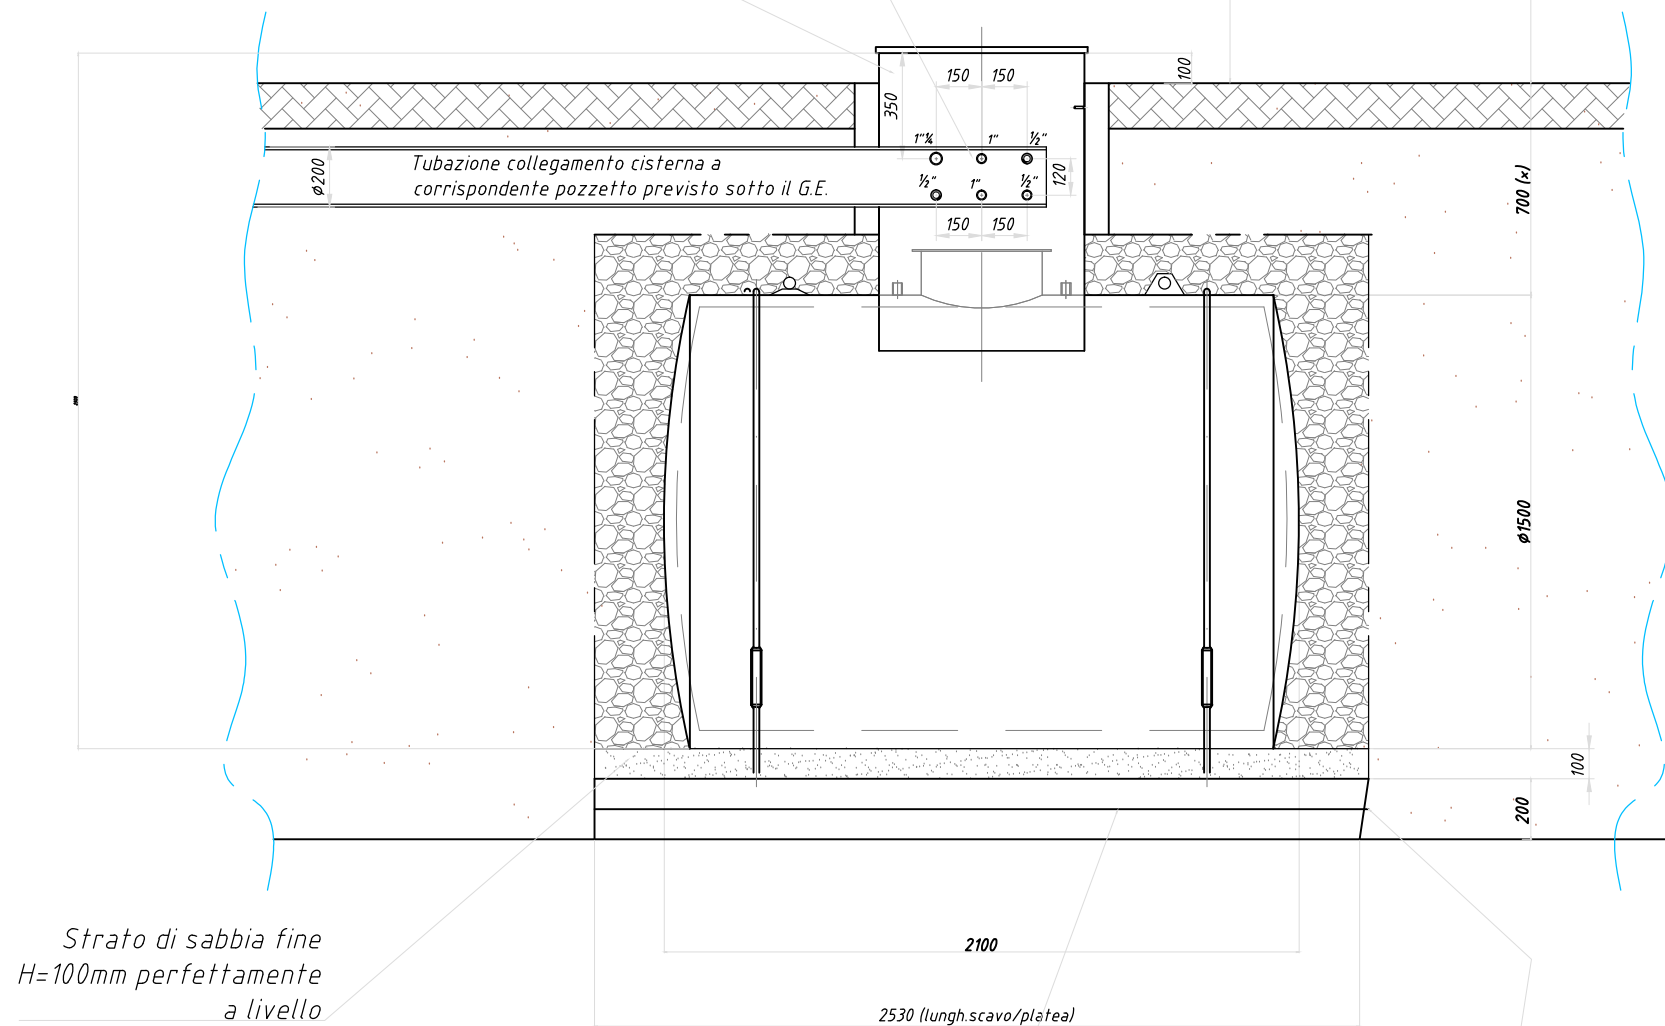 150 150
100
350
1"¼ 1" ½"
Tubazione collegamento cisterna a
corrispondente pozzetto previsto sotto il G.E.
⌀200
½" 1" ½"
120
700 (x)
150 150
⌀1500
100
200
Strato di sabbia fine
H=100mm perfettamente
a livello
2100
2530 (lungh.scavo/platea)